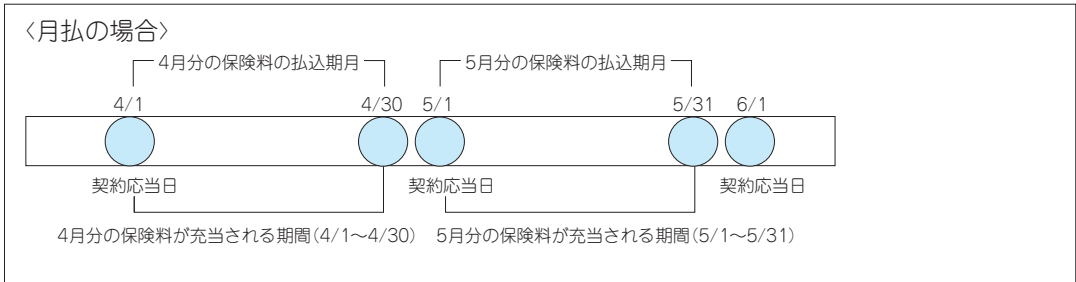 〈月払の場合〉
4月分の保険料の払込期月 5月分の保険料の払込期月
4/1 4/30 5/1 5/31 6/1
契約応当日 契約応当日 契約応当日
4月分の保険料が充当される期間(4/1~4/30) 5月分の保険料が充当される期間(5/1~5/31)